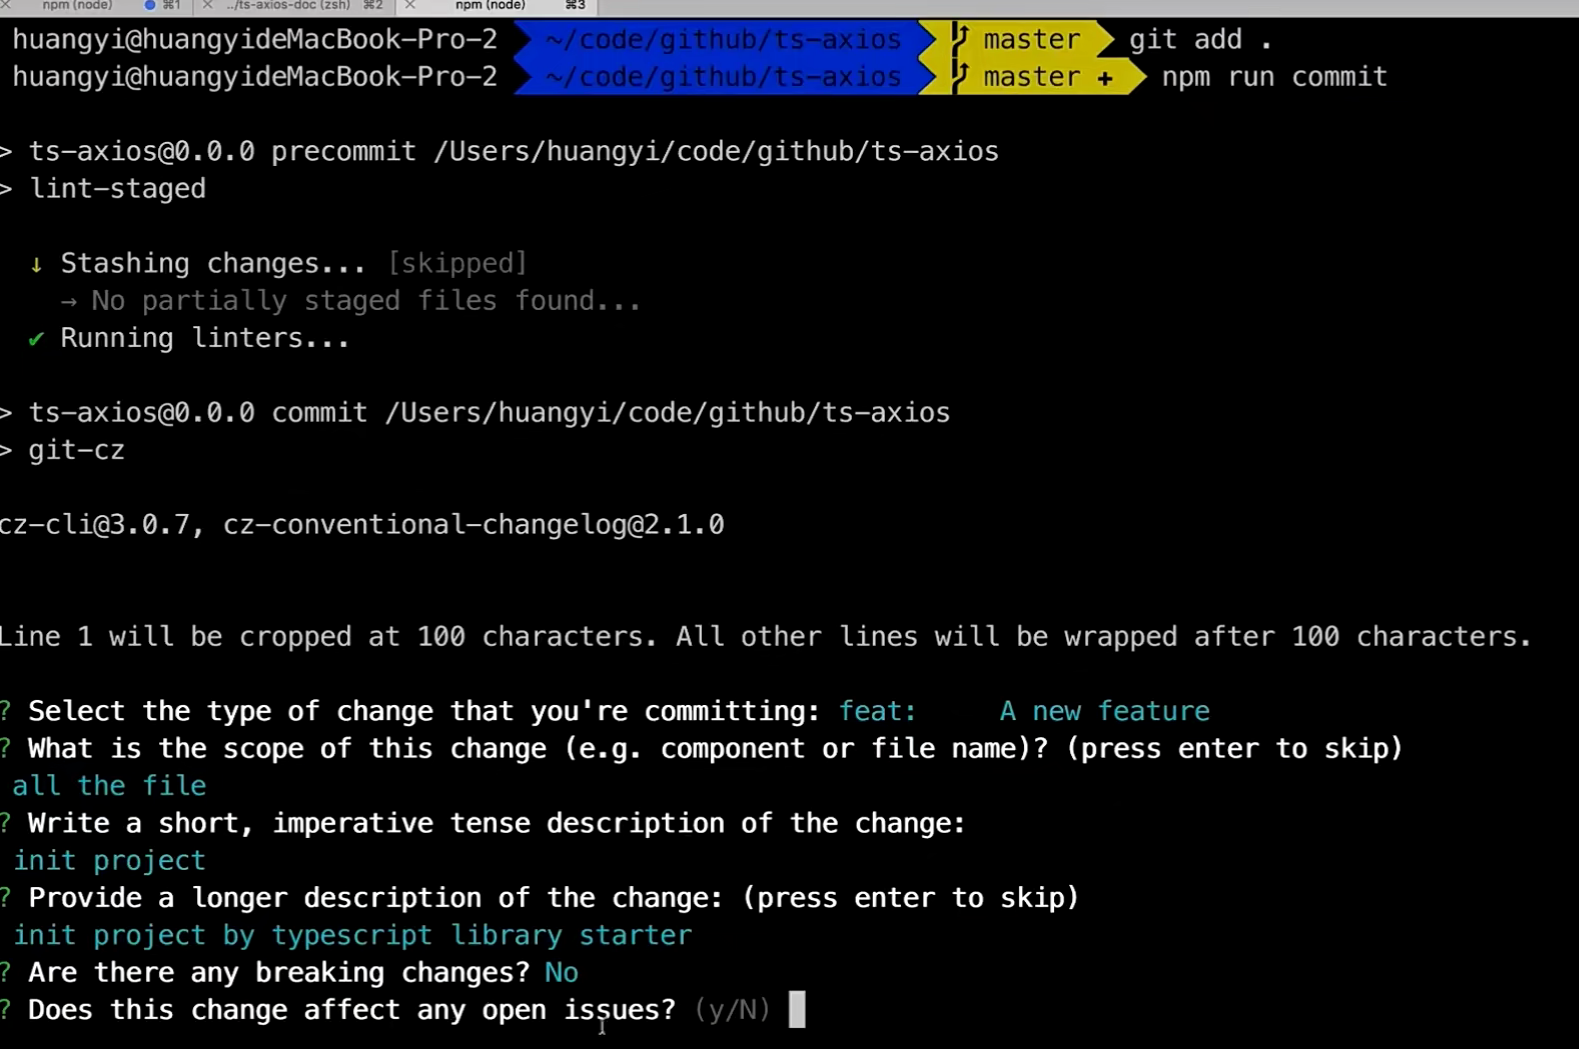 npm (node) ⌘1 ../ts-axios-doc (zsh) ⌘2 npm (node) ⌘3
huangyi@huangyideMacBook-Pro-2 ~/code/github/ts-axios master git add .
huangyi@huangyideMacBook-Pro-2 ~/code/github/ts-axios master + npm run commit
> ts-axios@0.0.0 precommit /Users/huangyi/code/github/ts-axios
> lint-staged
↓ Stashing changes... [skipped]
→ No partially staged files found...
✔ Running linters...
> ts-axios@0.0.0 commit /Users/huangyi/code/github/ts-axios
> git-cz
cz-cli@3.0.7, cz-conventional-changelog@2.1.0
Line 1 will be cropped at 100 characters. All other lines will be wrapped after 100 characters.
? Select the type of change that you're committing: feat: A new feature
? What is the scope of this change (e.g. component or file name)? (press enter to skip)
all the file
? Write a short, imperative tense description of the change:
init project
? Provide a longer description of the change: (press enter to skip)
init project by typescript library starter
? Are there any breaking changes? No
? Does this change affect any open issues? (y/N)